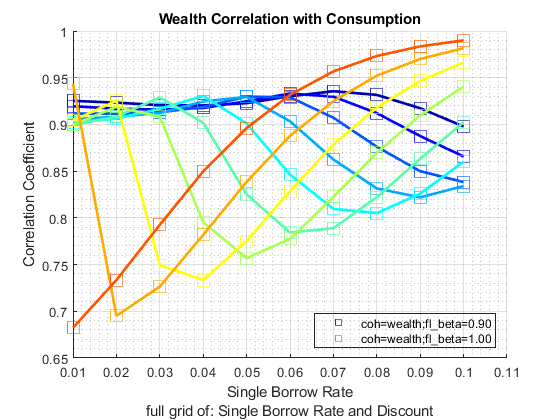 Wealth Correlation with Consumption
1
0.95
0.9
0.85
0.8
0.75
0.7
0.65
Correlation Coefficient
coh=wealth;fl_beta=0.90
coh=wealth;fl_beta=1.00
0.01 0.02 0.03 0.04 0.05 0.06 0.07 0.08 0.09 0.1 0.11
Single Borrow Rate
full grid of: Single Borrow Rate and Discount